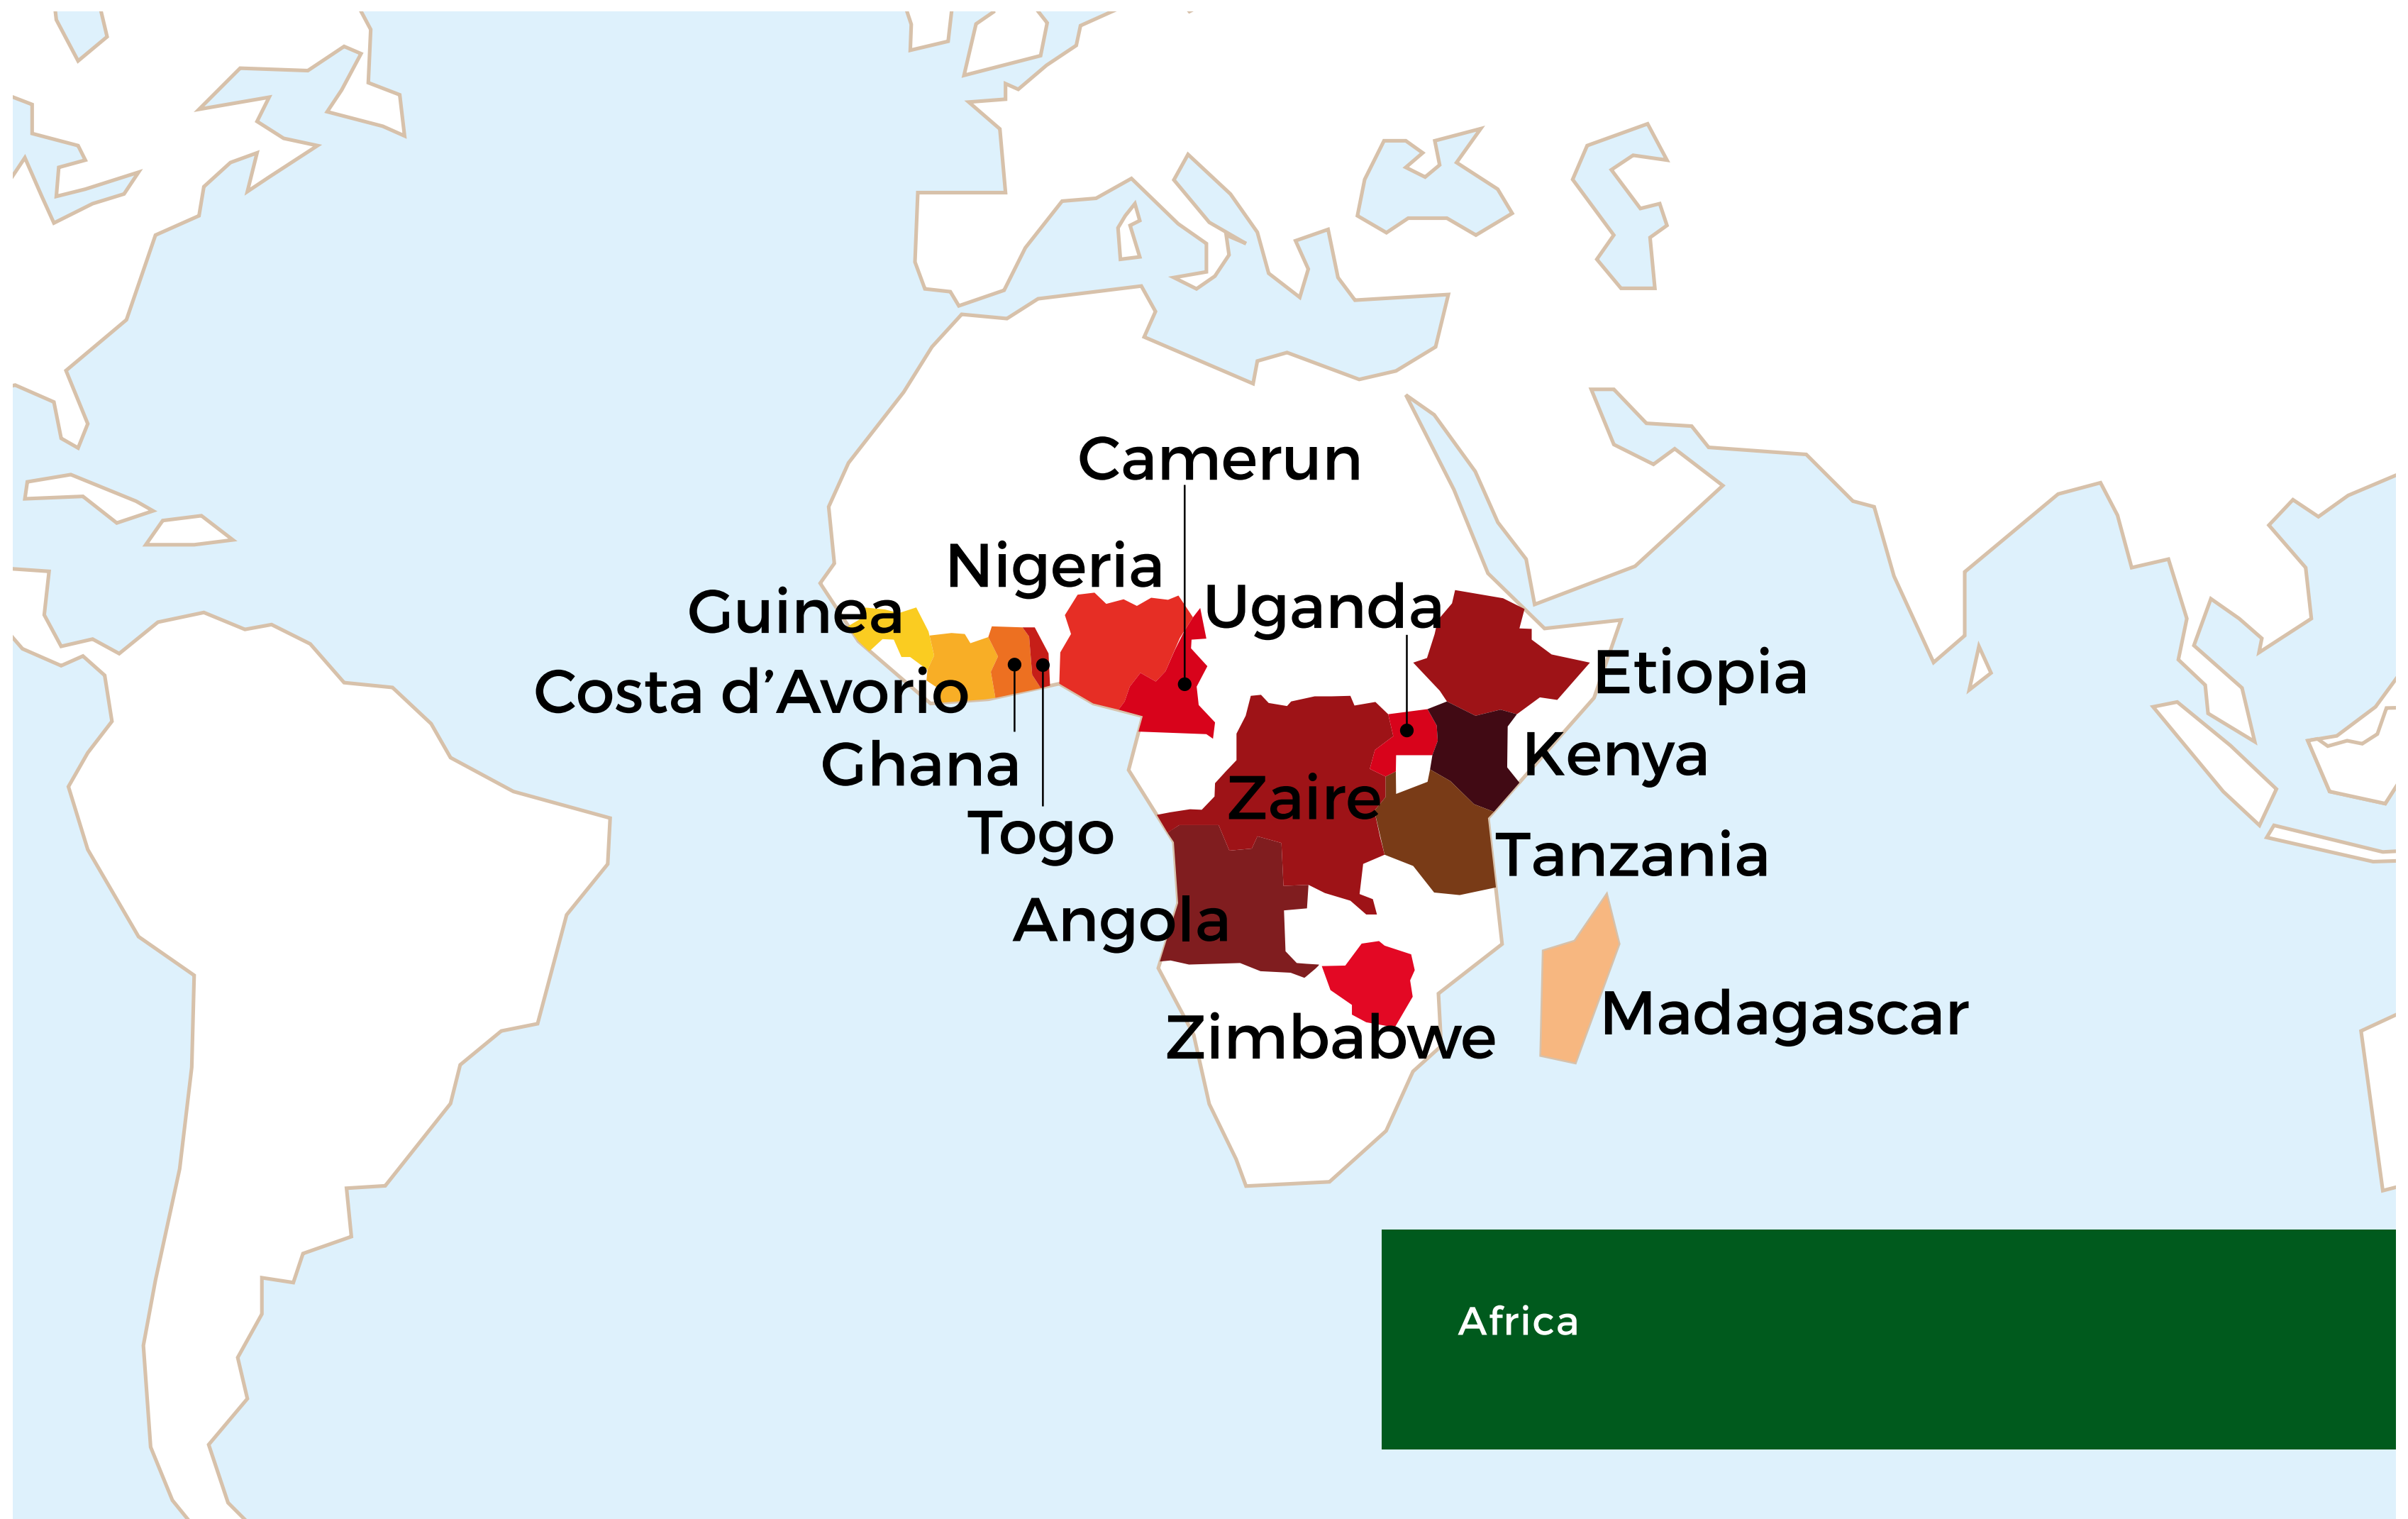 Camerun
Nigeria
Uganda
Guinea
Etiopia
Costa d’Avorio
Kenya
Ghana
Zaire
Togo
Tanzania
Angola
Madagascar
Zimbabwe
Africa